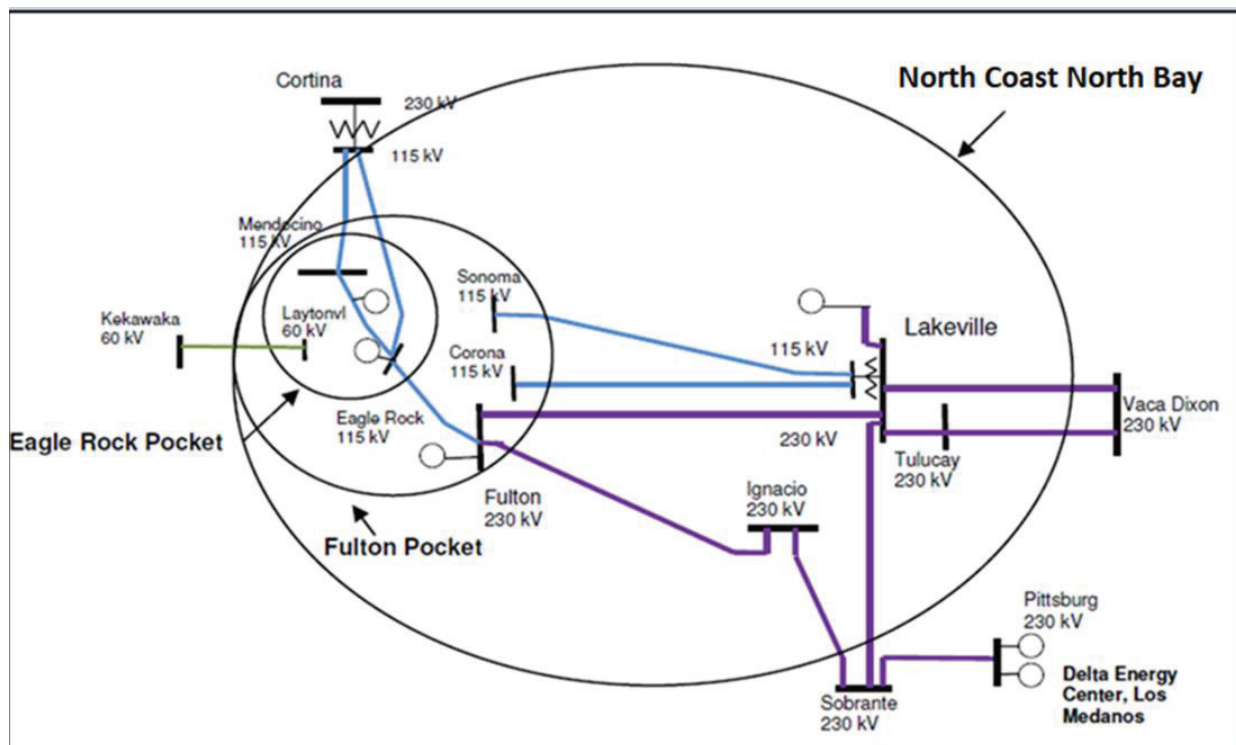 North Coast North Bay
Cortina
230 kV
115 kV
Mendocino
115 kV
Sonoma
115 kV
Kekawaka
60 kV
Laytonvl
60 kV
Lakeville
115 kV
Corona
115 kV
Eagle Rock
115 kV
Vaca Dixon
230 kV
Eagle Rock Pocket
230 kV
Tulucay
230 kV
Fulton
230 kV
Ignacio
230 kV
Fulton Pocket
Pittsburg
230 kV
Delta Energy
Center, Los
Medanos
Sobrante
230 kV